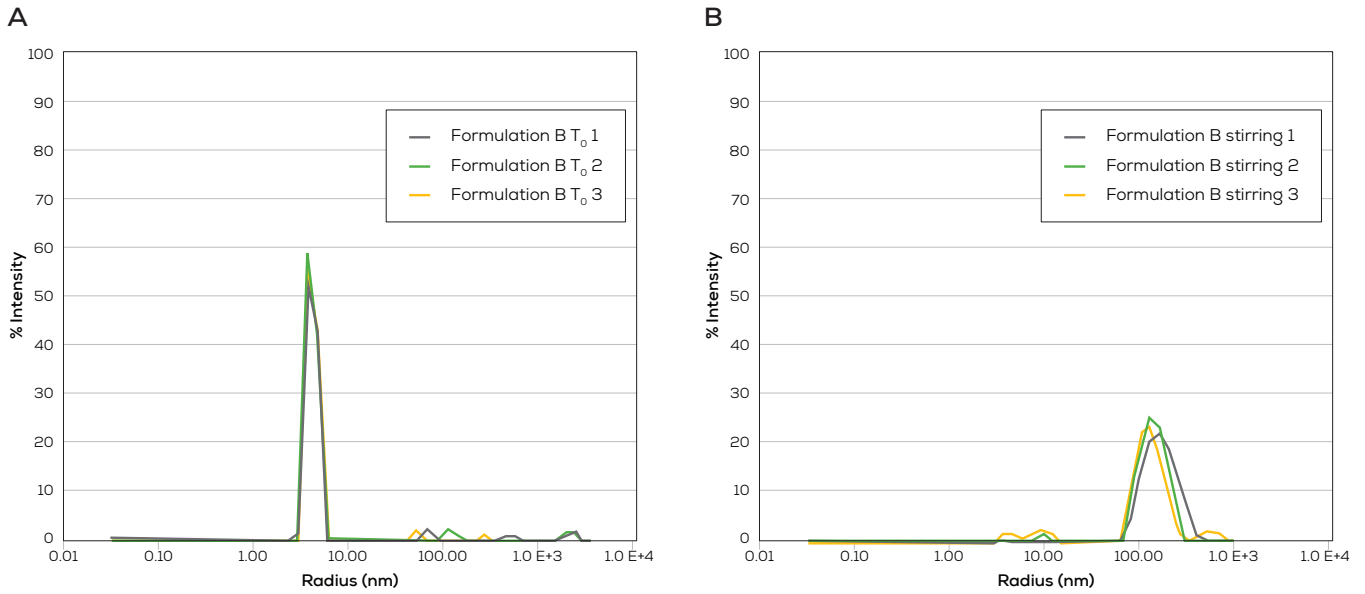 A
100
90
80
70
60
50
40
30
20
10
0
% Intensity
Formulation B T₀ 1
Formulation B T₀ 2
Formulation B T₀ 3
0.01
0.10
1.00
10.00
100.00
1.0 E+3
1.0 E+4
Radius (nm)
B
100
90
80
70
60
50
40
30
20
10
0
% Intensity
Formulation B stirring 1
Formulation B stirring 2
Formulation B stirring 3
0.01
0.10
1.00
10.00
100.00
1.0 E+3
1.0 E+4
Radius (nm)